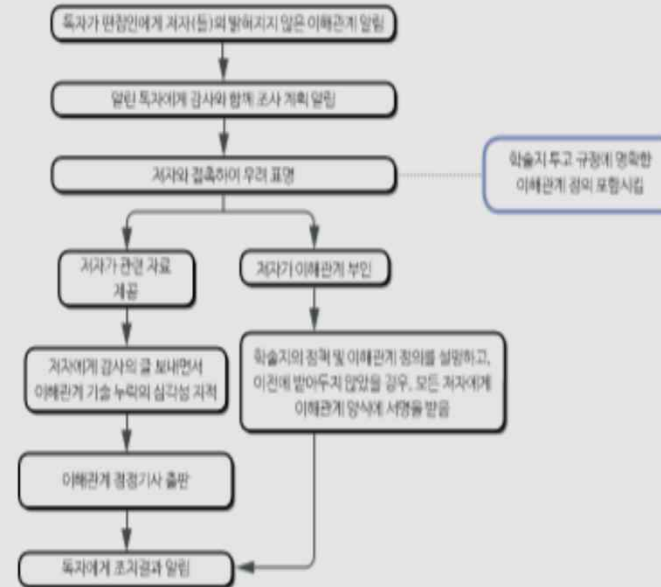 독자가 편집인에게 저자(들)의 밝혀지지 않은 이해관계 알림
알린 독자에게 감사와 함께 조사 계획 알림
저자와 접촉하여 우려 표명
학술지 투고 규정에 명확한
이해관계 정의 포함시킴
저자가 관련 자료
제공
저자가 이해관계 부인
저자에게 감사의 글 보내면서
이해관계 기술 누락의 심각성 지적
학술지의 정책 및 이해관계 정의를 설명하고,
이전에 받아두지 않았을 경우, 모든 저자에게
이해관계 양식에 서명을 받음
이해관계 정정기사 출판
독자에게 조치결과 알림